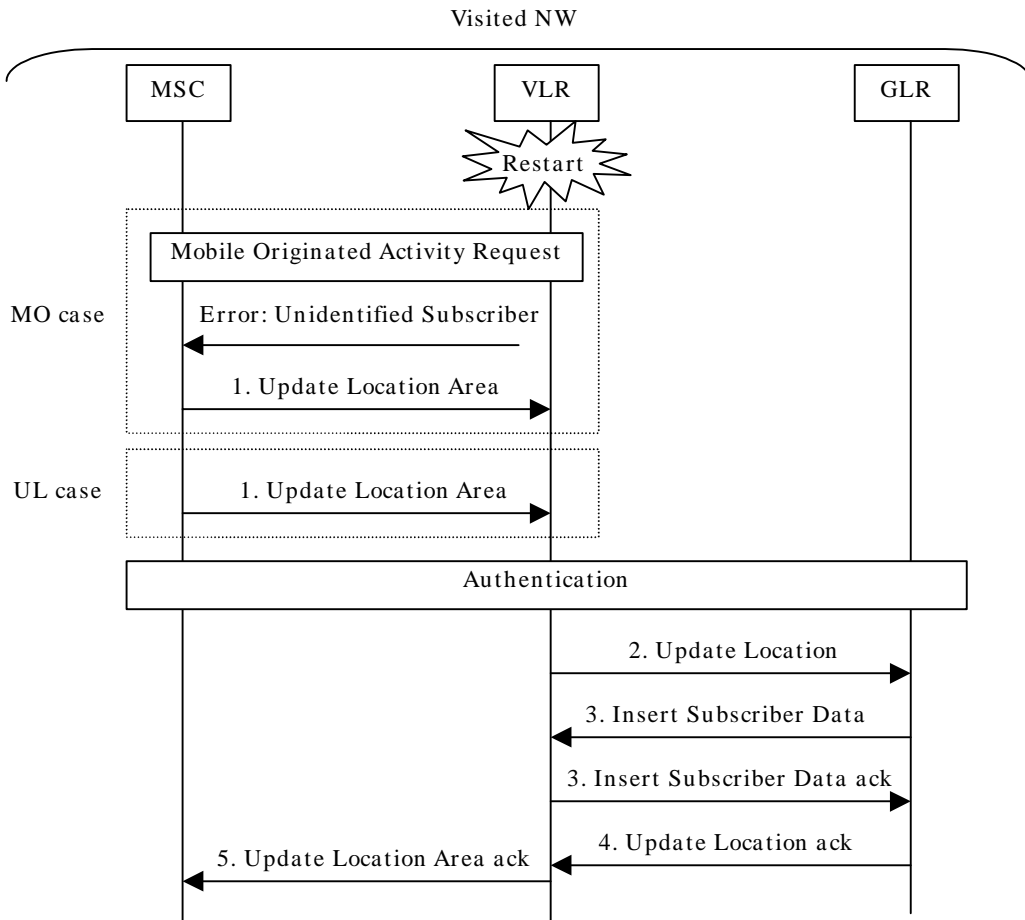 Visited NW
MSC
VLR
GLR
Restart
Mobile Originated Activity Request
MO case
Error: Unidentified Subscriber
1. Update Location Area
UL case
1. Update Location Area
Authentication
2. Update Location
3. Insert Subscriber Data
3. Insert Subscriber Data ack
4. Update Location ack
5. Update Location Area ack